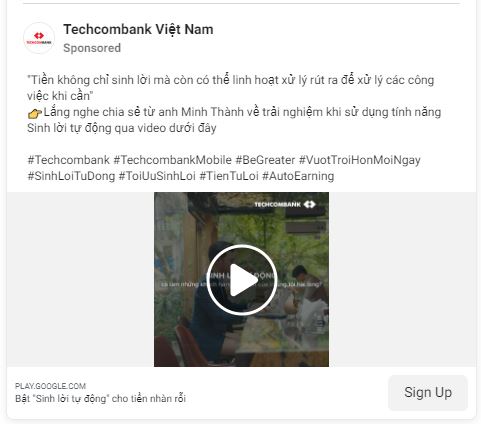 Techcombank Việt Nam
Sponsored
TECHCOMBANK
"Tiền không chỉ sinh lời mà còn có thể linh hoạt xử lý rút ra để xử lý các công
việc khi cần"
👉Lắng nghe chia sẻ từ anh Minh Thành về trải nghiệm khi sử dụng tính năng
Sinh lời tự động qua video dưới đây
#Techcombank #TechcombankMobile #BeGreater #VuotTroiHonMoiNgay
#SinhLoiTuDong #ToiUuSinhLoi #TienTuLoi #AutoEarning
TECHCOMBANK
SINH LỜI ĐỘNG
PLAY.GOOGLE.COM
Bật "Sinh lời tự động" cho tiền nhàn rỗi
Sign Up